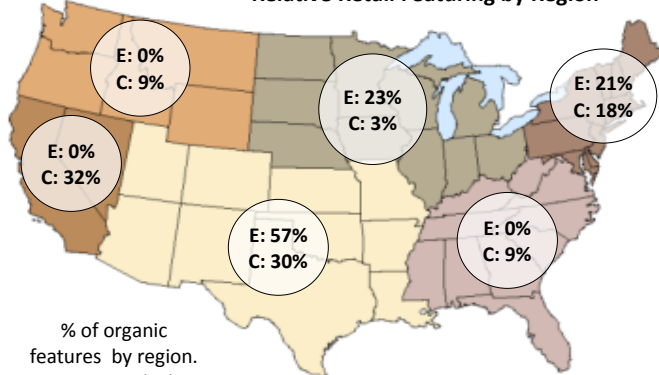 Relative Retail Featuring by Region
E: 0%
C: 9%
E: 23%
C: 3%
E: 21%
C: 18%
E: 0%
C: 32%
E: 57%
C: 30%
E: 0%
C: 9%
% of organic
features by region.